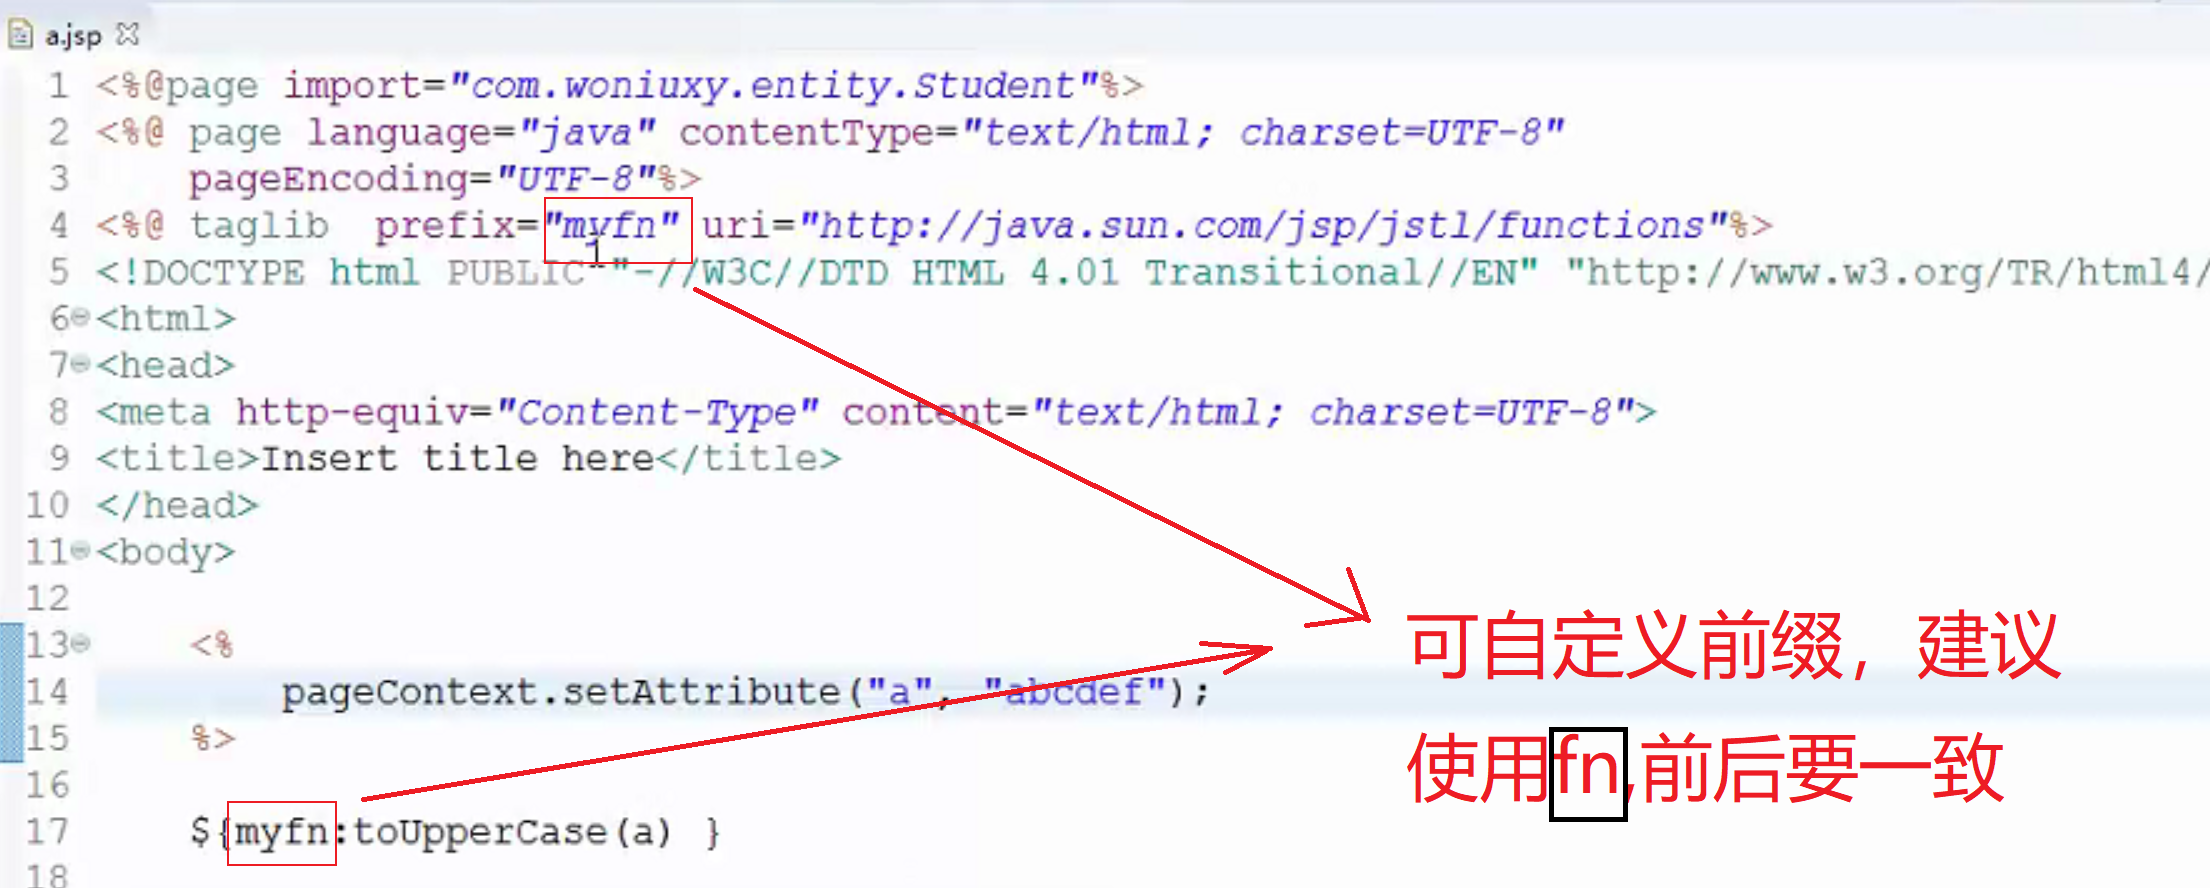 a.jsp
1 <%@page import="com.woniuxy.entity.Student"%>
2 <%@ page language="java" contentType="text/html; charset=UTF-8"
3 pageEncoding="UTF-8"%>
4 <%@ taglib prefix="myfn" uri="http://java.sun.com/jsp/jstl/functions"%>
5 <!DOCTYPE html PUBLIC "-//W3C//DTD HTML 4.01 Transitional//EN" "http://www.w3.org/TR/html4/
6 <html>
7 <head>
8 <meta http-equiv="Content-Type" content="text/html; charset=UTF-8">
9 <title>Insert title here</title>
10 </head>
11 <body>
12
13 <%
14 pageContext.setAttribute("a", "abcdef");
15 %>
16
17 ${myfn:toUpperCase(a) }
18
可自定义前缀，建议
使用fn,前后要一致